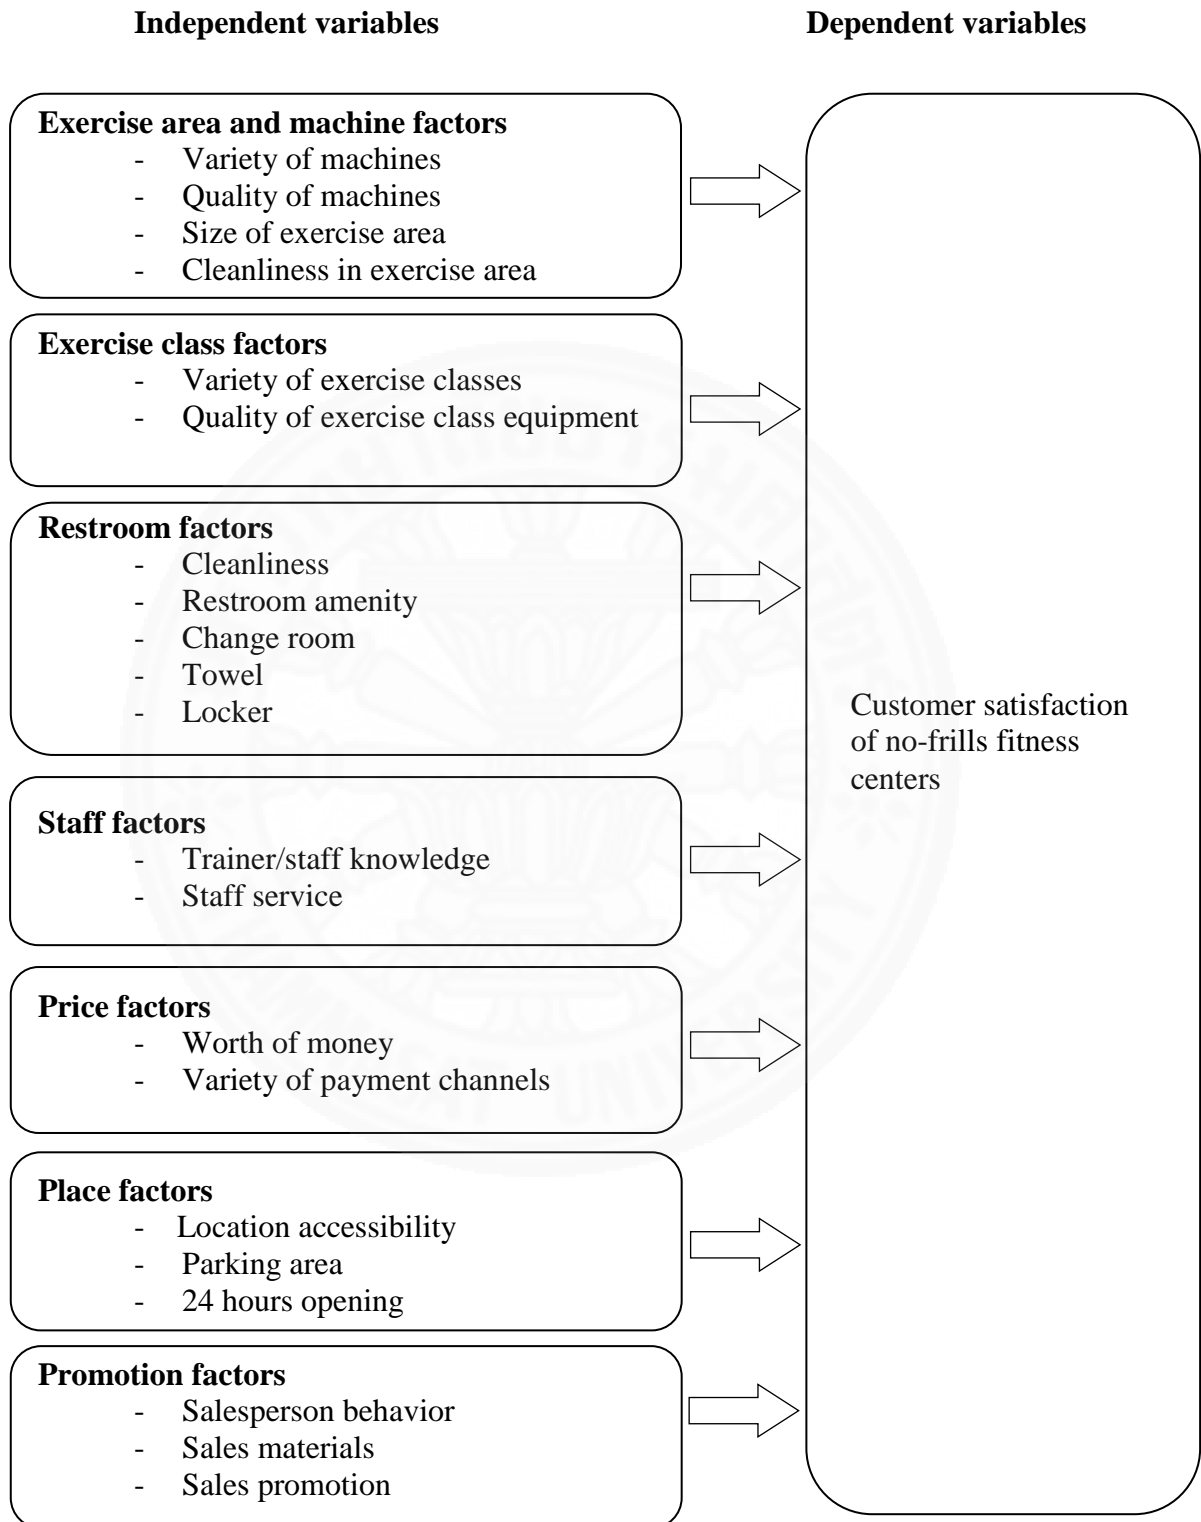 Independent variables
Dependent variables
Exercise area and machine factors
- Variety of machines
- Quality of machines
- Size of exercise area
- Cleanliness in exercise area
Exercise class factors
- Variety of exercise classes
- Quality of exercise class equipment
Restroom factors
- Cleanliness
- Restroom amenity
- Change room
- Towel
- Locker
Staff factors
- Trainer/staff knowledge
- Staff service
Price factors
- Worth of money
- Variety of payment channels
Place factors
- Location accessibility
- Parking area
- 24 hours opening
Promotion factors
- Salesperson behavior
- Sales materials
- Sales promotion
Customer satisfaction
of no-frills fitness
centers
UNIVERSITY